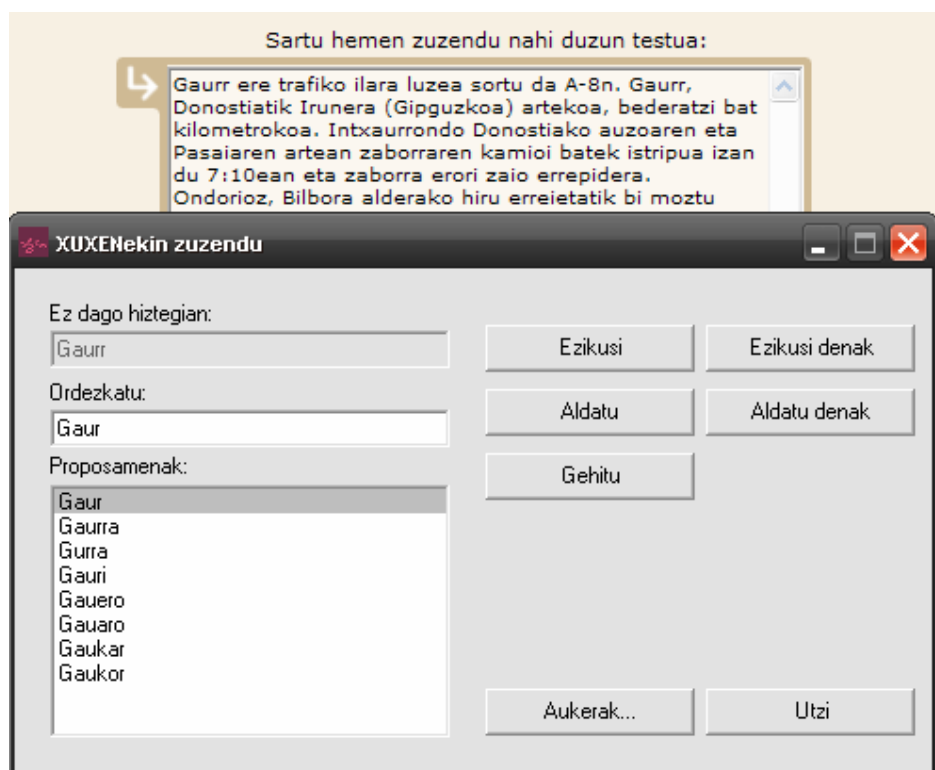 Sartu hemen zuzendu nahi duzun testua:
Gaurr ere trafiko ilara luzea sortu da A-8n. Gaurr,
Donostiatik Irunera (Gipguzkoa) artekoa, bederatzi bat
kilometrokoa. Intxaurrondo Donostiako auzoaren eta
Pasaiaren artean zaborraren kamioi batek istripua izan
du 7:10ean eta zaborra erori zaio errepidera.
Ondorioz, Bilbora alderako hiru erreietatik bi moztu
XUXENekin zuzendu
Ez dago hiztegian:
Gaurr
Ezikusi
Ezikusi denak
Ordezkatu:
Gaur
Aldatu
Aldatu denak
Proposamenak:
Gehitu
Gaur
Gaurra
Gurra
Gauri
Gauero
Gauaro
Gaukar
Gaukor
Aukerak...
Utzi